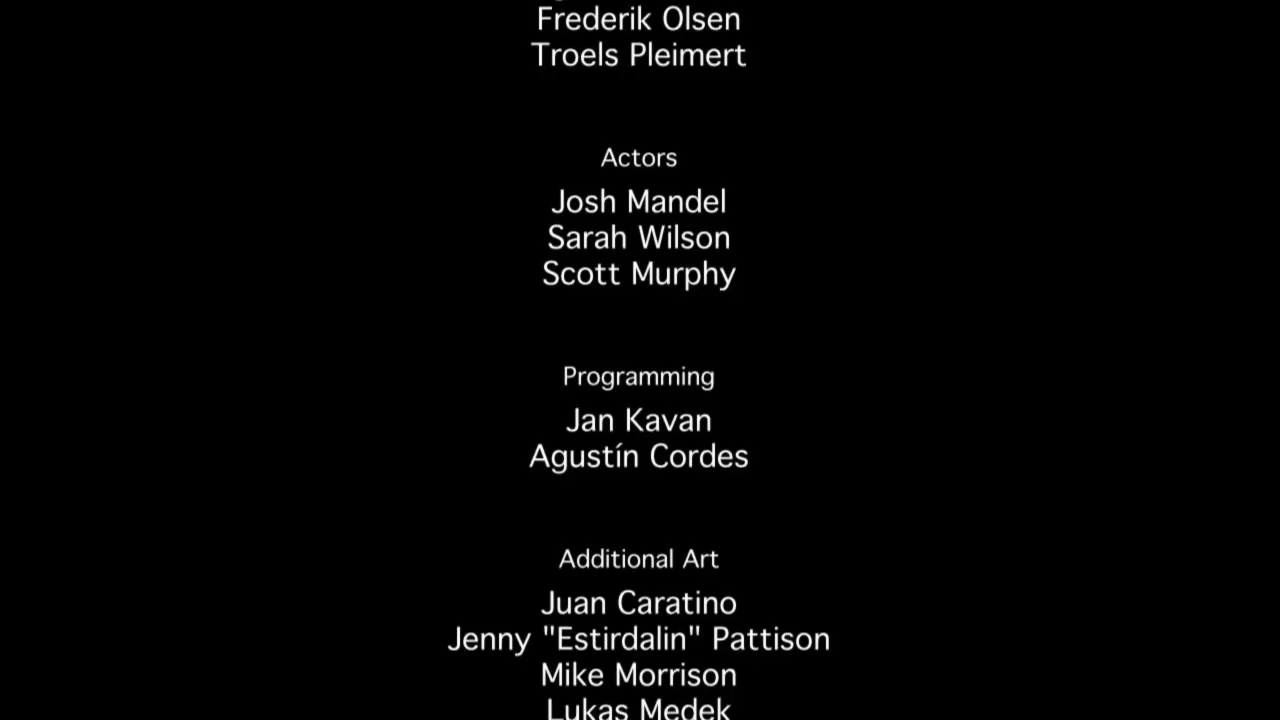 Frederik Olsen
Troels Pleimert
Actors
Josh Mandel
Sarah Wilson
Scott Murphy
Programming
Jan Kavan
Agustín Cordes
Additional Art
Juan Caratino
Jenny "Estirdalin" Pattison
Mike Morrison
Lukas Medek